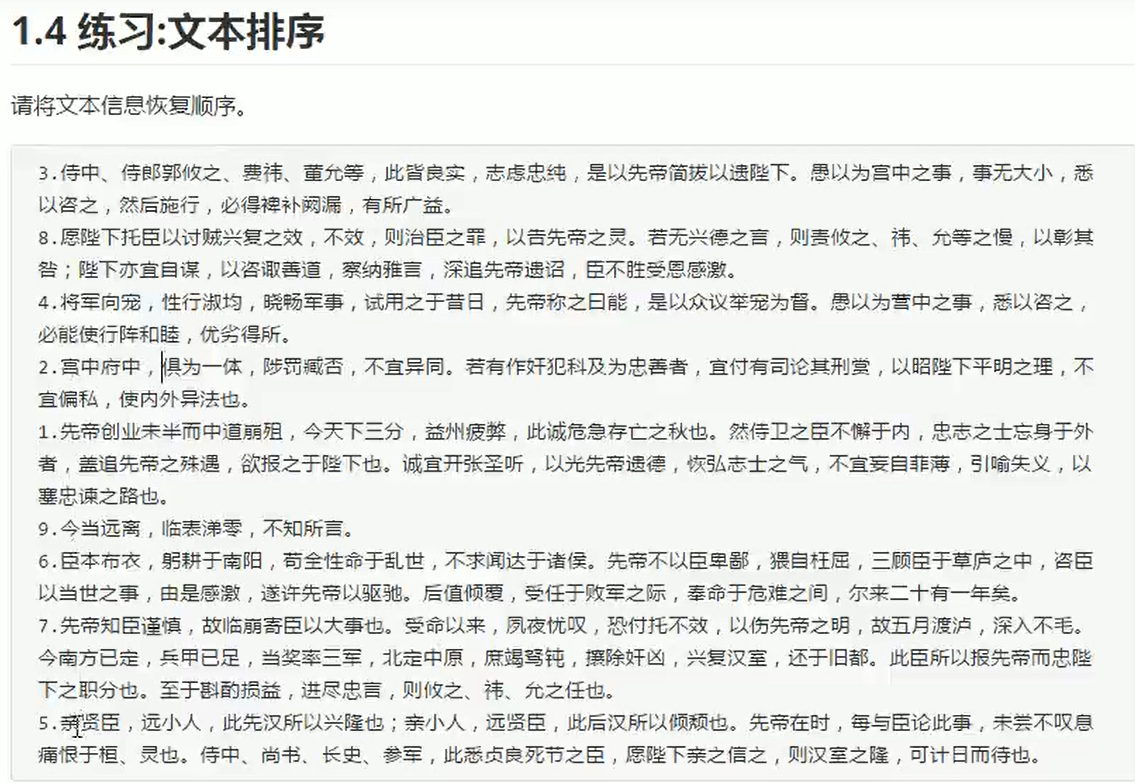 1.4 练习:文本排序
请将文本信息恢复顺序。
3.侍中、侍郎郭攸之、费祎、董允等，此皆良实，志虑忠纯，是以先帝简拔以遗陛下。愚以为宫中之事，事无大小，悉
以咨之，然后施行，必得裨补阙漏，有所广益。
8.愿陛下托臣以讨贼兴复之效，不效，则治臣之罪，以告先帝之灵。若无兴德之言，则责攸之、祎、允等之慢，以彰其
咎；陛下亦宜自谋，以咨诹善道，察纳雅言，深追先帝遗诏，臣不胜受恩感激。
4.将军向宠，性行淑均，晓畅军事，试用之于昔日，先帝称之曰能，是以众议举宠为督。愚以为营中之事，悉以咨之，
必能使行阵和睦，优劣得所。
2.宫中府中，俱为一体，陟罚臧否，不宜异同。若有作奸犯科及为忠善者，宜付有司论其刑赏，以昭陛下平明之理，不
宜偏私，使内外异法也。
1.先帝创业未半而中道崩殂，今天下三分，益州疲弊，此诚危急存亡之秋也。然侍卫之臣不懈于内，忠志之士忘身于外
者，盖追先帝之殊遇，欲报之于陛下也。诚宜开张圣听，以光先帝遗德，恢弘志士之气，不宜妄自菲薄，引喻失义，以
塞忠谏之路也。
9.今当远离，临表涕零，不知所言。
6.臣本布衣，躬耕于南阳，苟全性命于乱世，不求闻达于诸侯。先帝不以臣卑鄙，猥自枉屈，三顾臣于草庐之中，咨臣
以当世之事，由是感激，遂许先帝以驱驰。后值倾覆，受任于败军之际，奉命于危难之间，尔来二十有一年矣。
7.先帝知臣谨慎，故临崩寄臣以大事也。受命以来，夙夜忧叹，恐付托不效，以伤先帝之明，故五月渡泸，深入不毛。
今南方已定，兵甲已足，当奖率三军，北定中原，庶竭驽钝，攘除奸凶，兴复汉室，还于旧都。此臣所以报先帝而忠陛
下之职分也。至于斟酌损益，进尽忠言，则攸之、祎、允之任也。
5.亲贤臣，远小人，此先汉所以兴隆也；亲小人，远贤臣，此后汉所以倾颓也。先帝在时，每与臣论此事，未尝不叹息
痛恨于桓、灵也。侍中、尚书、长史、参军，此悉贞良死节之臣，愿陛下亲之信之，则汉室之隆，可计日而待也。